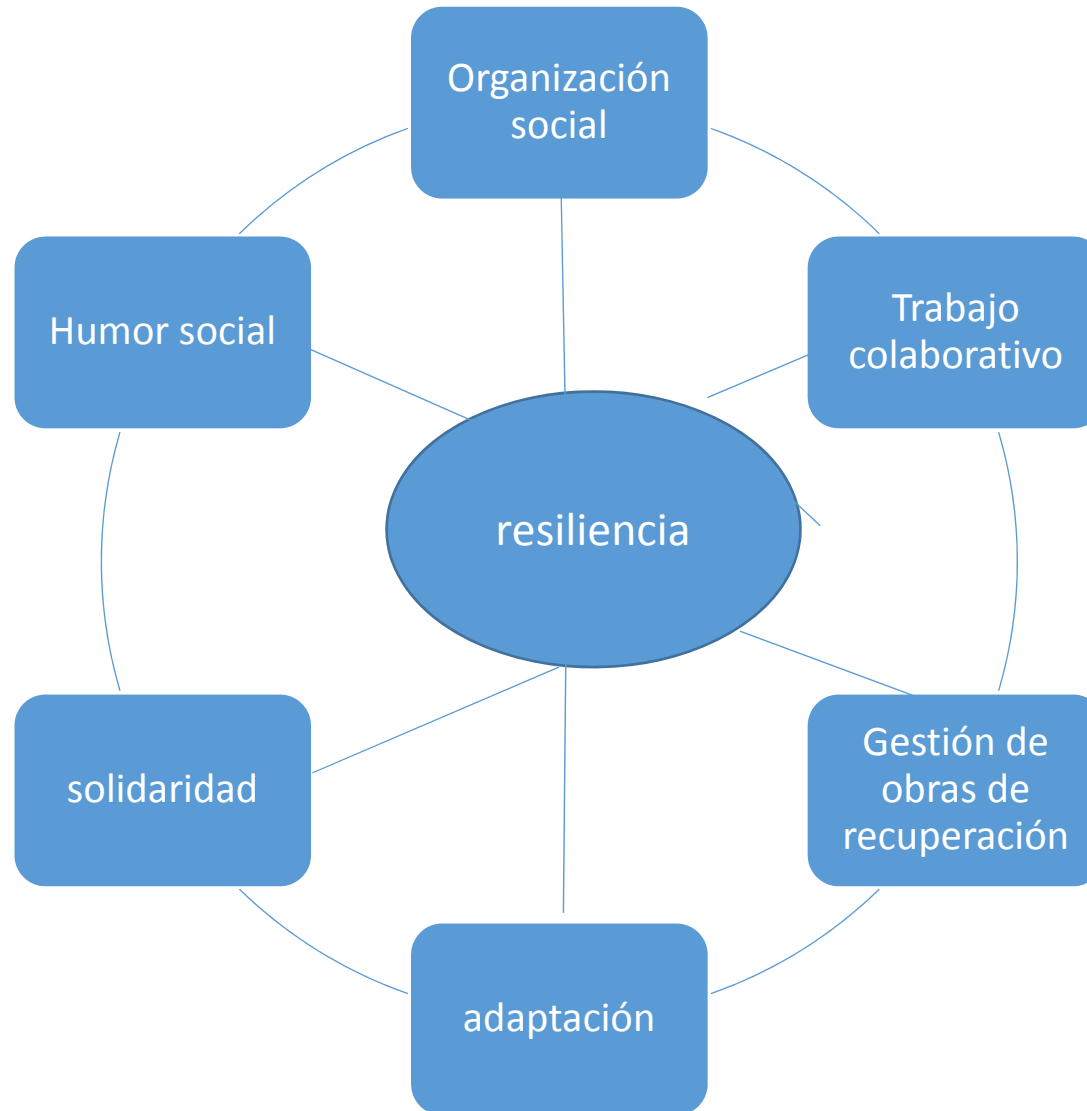 Organización
social
Humor social
Trabajo
colaborativo
resiliencia
solidaridad
Gestión de
obras de
recuperación
adaptación